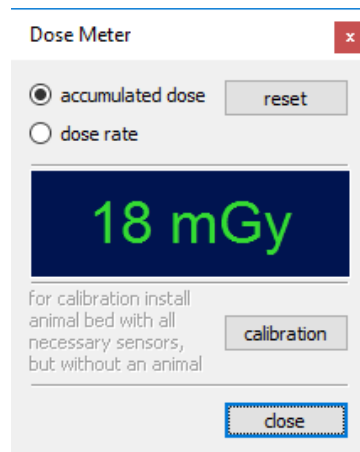 Dose Meter
x
accumulated dose
reset
dose rate
18 mGy
for calibration install
animal bed with all
necessary sensors,
but without an animal
calibration
close